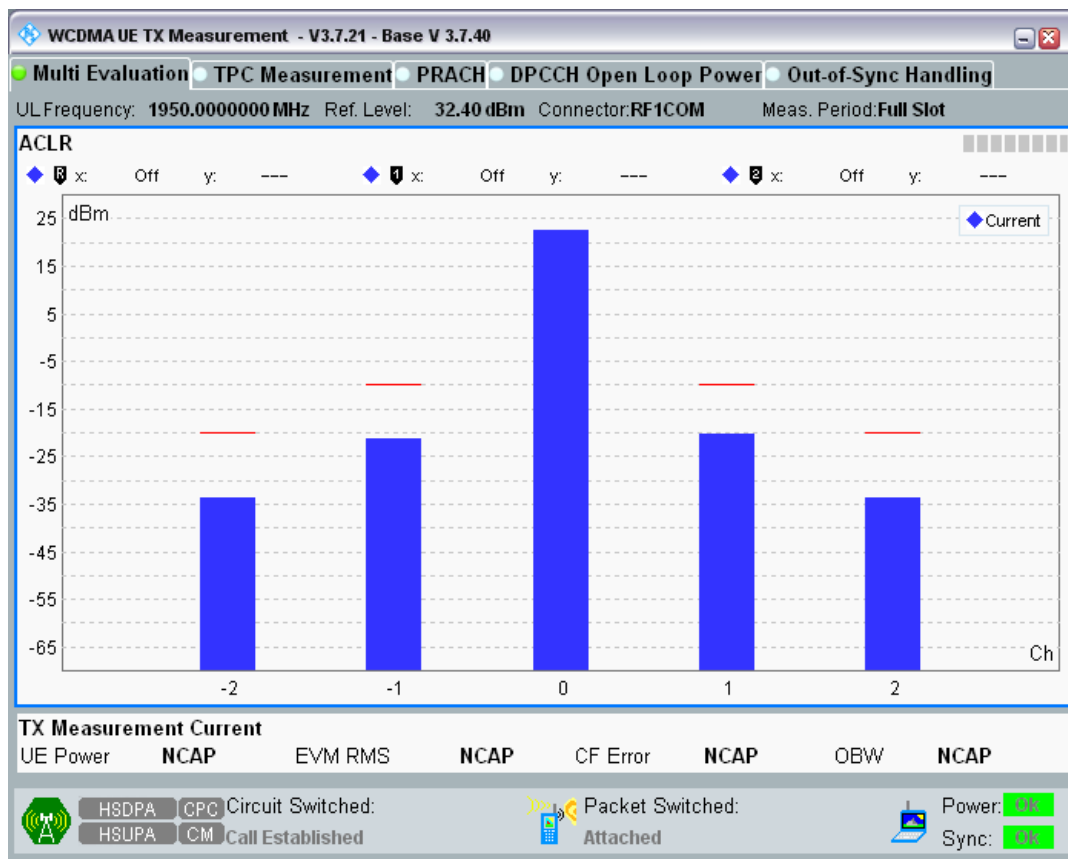 WCDMA UE TX Measurement - V3.7.21 - Base V 3.7.40
Multi Evaluation TPC Measurement PRACH DPCCH Open Loop Power Out-of-Sync Handling
UL Frequency: 1950.0000000 MHz Ref. Level: 32.40 dBm Connector:RF1COM Meas. Period:Full Slot
ACLR
R x: Off y: --- 1 x: Off y: --- 2 x: Off y: ---
dBm
Current
25
15
5
-5
-15
-25
-35
-45
-55
-65
Ch
-2 -1 0 1 2
TX Measurement Current
UE Power NCAP EVM RMS NCAP CF Error NCAP OBW NCAP
HSDPA CPC Circuit Switched: Packet Switched: Power: Ok
HSUPA CM Call Established Attached Sync: Ok